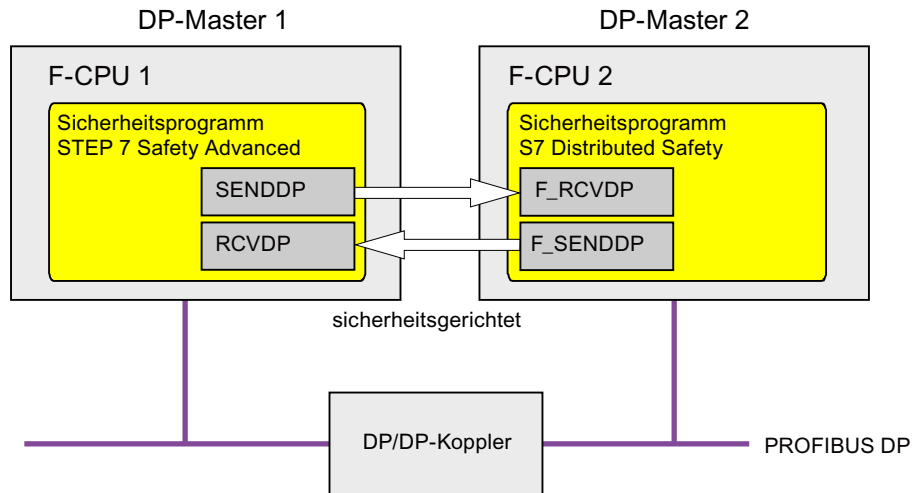 DP-Master 1
DP-Master 2
F-CPU 1
F-CPU 2
Sicherheitsprogramm
STEP 7 Safety Advanced
Sicherheitsprogramm
S7 Distributed Safety
SENDDP
F_RCVDP
RCVDP
F_SENDDP
sicherheitsgerichtet
DP/DP-Koppler
PROFIBUS DP